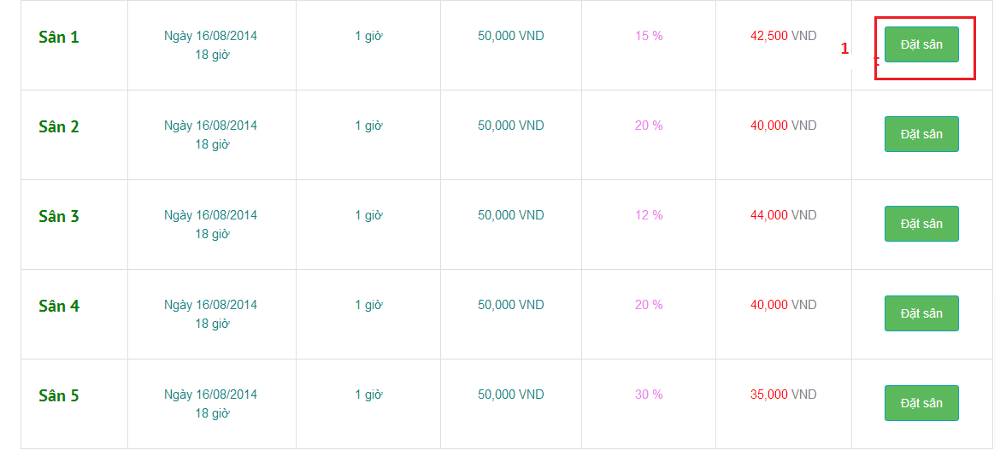 Sân 1 Ngày 16/08/2014 1 giờ 50,000 VND 15 % 42,500 VND 1 Đặt sân
18 giờ
Sân 2 Ngày 16/08/2014 1 giờ 50,000 VND 20 % 40,000 VND Đặt sân
18 giờ
Sân 3 Ngày 16/08/2014 1 giờ 50,000 VND 12 % 44,000 VND Đặt sân
18 giờ
Sân 4 Ngày 16/08/2014 1 giờ 50,000 VND 20 % 40,000 VND Đặt sân
18 giờ
Sân 5 Ngày 16/08/2014 1 giờ 50,000 VND 30 % 35,000 VND Đặt sân
18 giờ